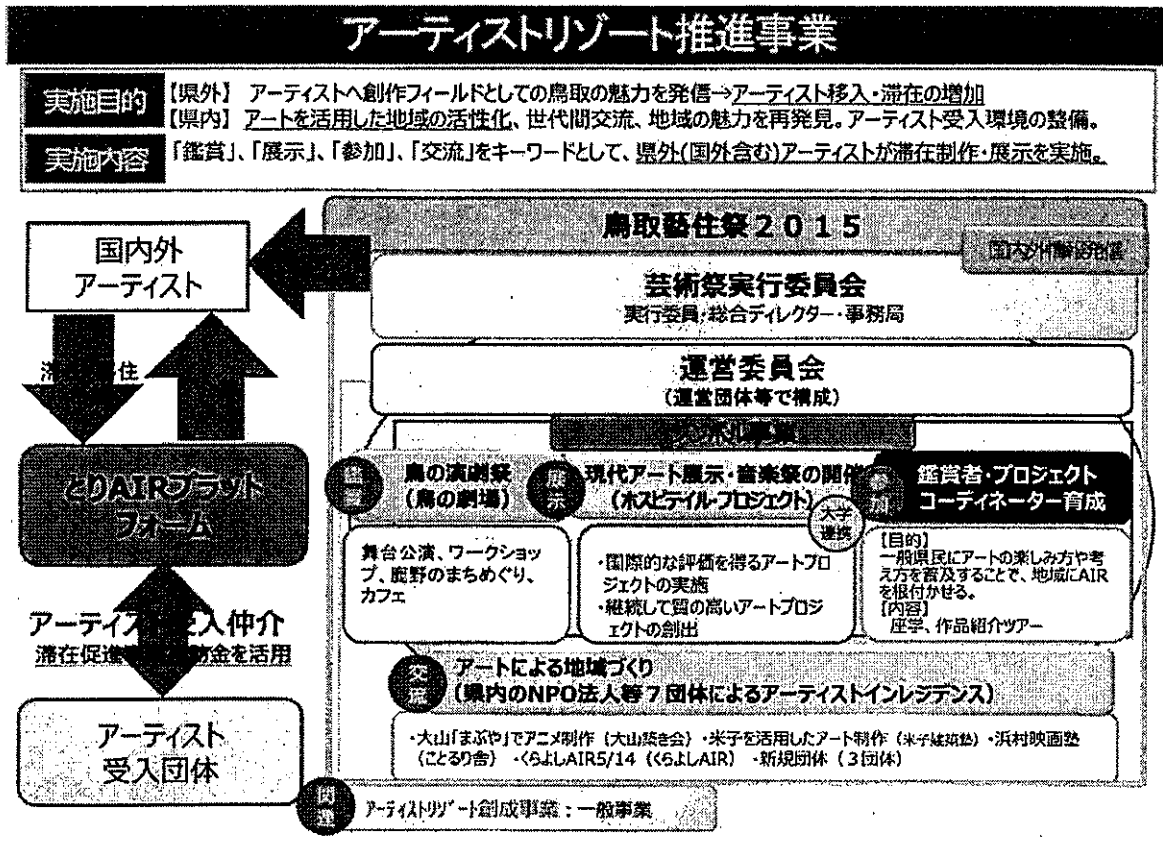 アーティストリゾート推進事業
実施目的
【県外】 アーティストへ創作フィールドとしての鳥取の魅力を発信→アーティスト移入・滞在の増加
【県内】 アートを活用した地域の活性化、世代間交流、地域の魅力を再発見。アーティスト受入環境の整備。
実施内容
「鑑賞」、「展示」、「参加」、「交流」をキーワードとして、県外(国外含む)アーティストが滞在制作・展示を実施。
国内外
アーティスト
とりAIRプラット
フォーム
アーティスト
受入仲介
滞在促進
金を活用
アーティスト
受入団体
鳥取藝住祭2015
芸術祭実行委員会
実行委員・総合ディレクター・事務局
運営委員会
(運営団体等で構成)
鳥の演劇祭
(鳥の劇場)
舞台公演、ワークショッ
プ、鹿野のまちめぐり、
カフェ
展示
現代アート展示・音楽祭の開催
(ホスピテイル・プロジェクト)
大学
連携
・国際的な評価を得るアートプロ
ジェクトの実施
・継続して質の高いアートプロジ
ェクトの創出
鑑賞者・プロジェクト
コーディネーター育成
【目的】
一般県民にアートの楽しみ方や考
え方を普及することで、地域にAIR
を根付かせる。
【内容】
座学、作品紹介ツアー
アートによる地域づくり
(県内のNPO法人等7団体によるアーティストインレジデンス)
・大山「まぶや」でアニメ制作(大山築き会) ・米子を活用したアート制作(米子建築塾) ・浜村映画塾
(ことるり舎) ・くらよしAIR5/14(くらよしAIR) ・新規団体(3団体)
アーティストリゾート創成事業:一般事業